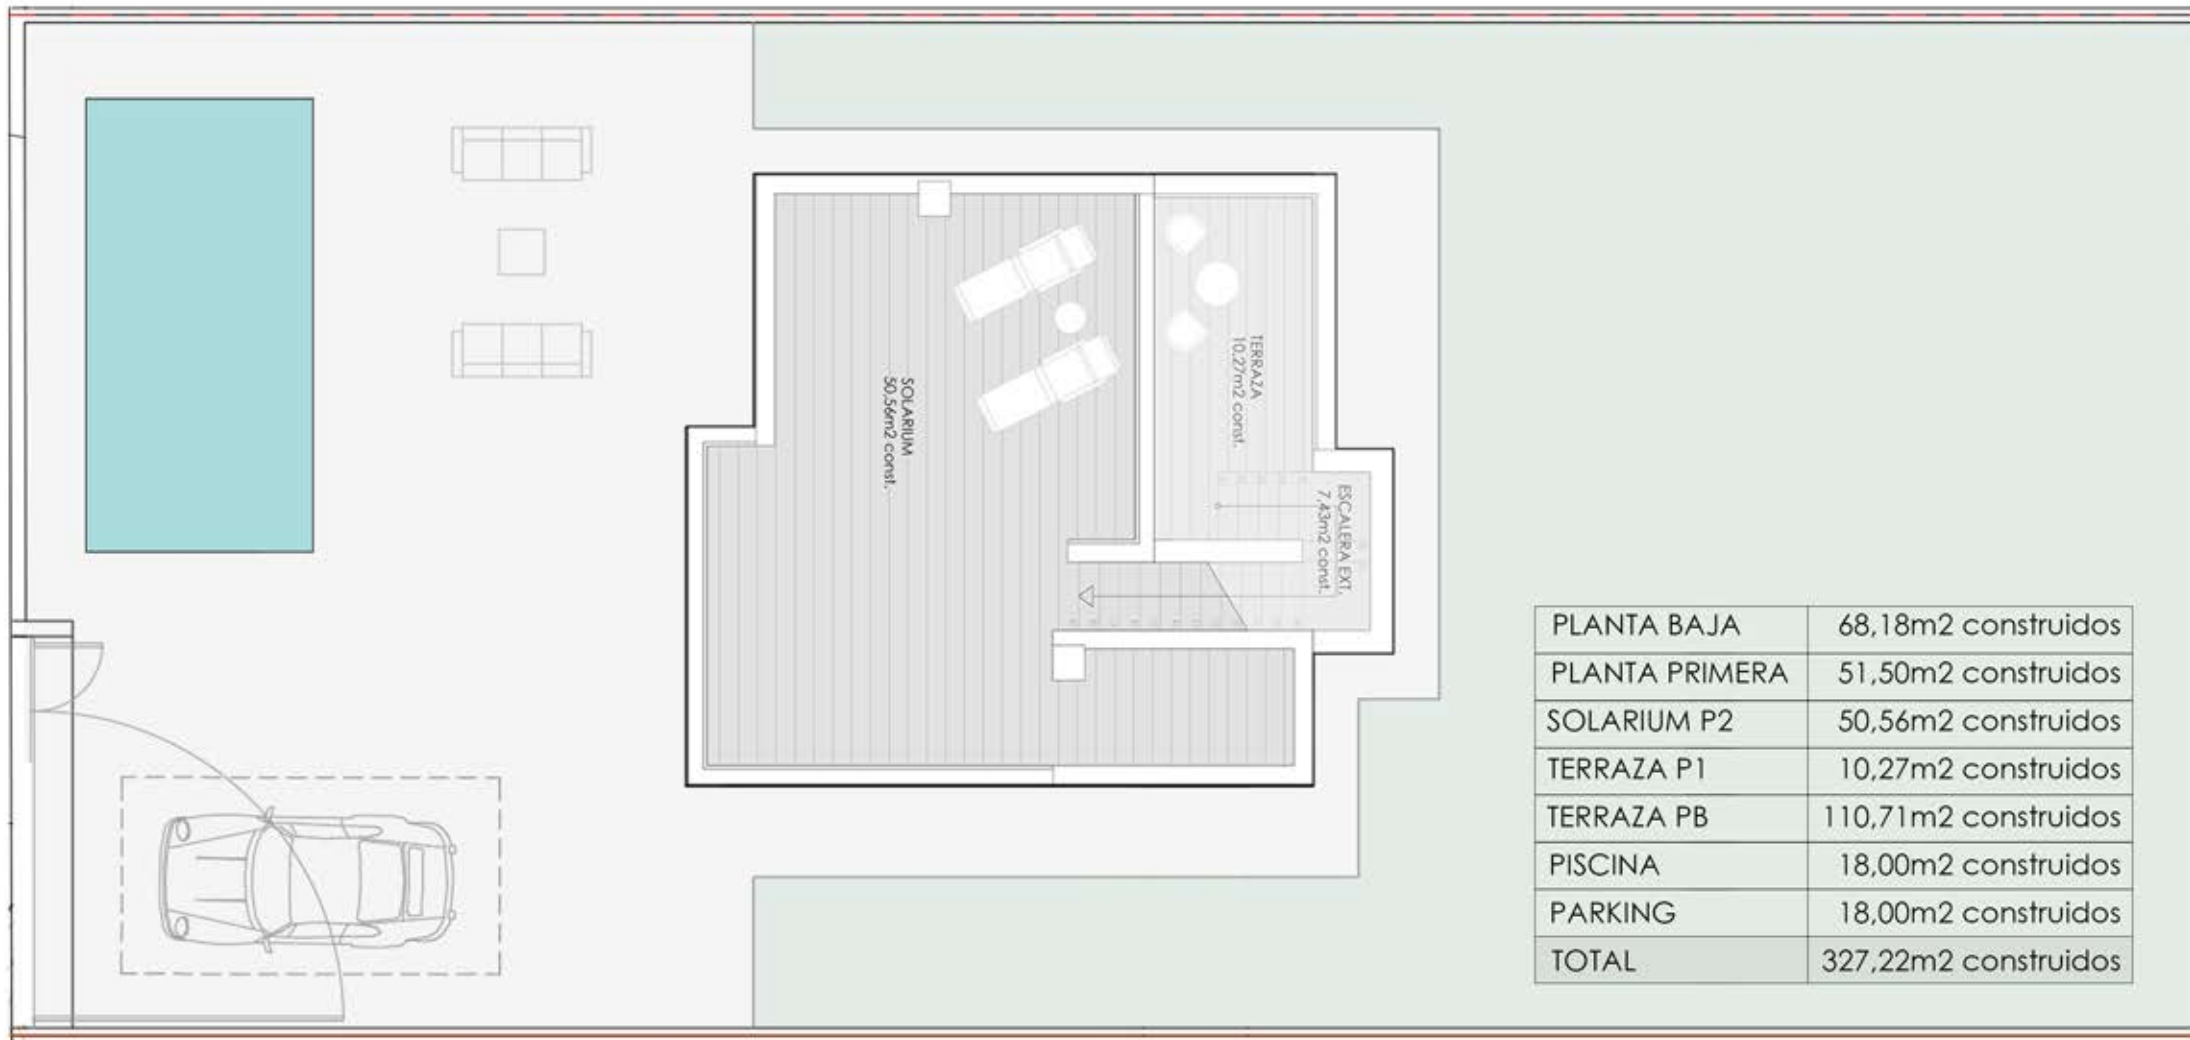 SOLARIUM
50,56m2 const.
TERRAZA
10,27m2 const.
ESCALERA EXT.
7,43m2 const.
PLANTA BAJA 68,18m2 construidos
PLANTA PRIMERA 51,50m2 construidos
SOLARIUM P2 50,56m2 construidos
TERRAZA P1 10,27m2 construidos
TERRAZA PB 110,71m2 construidos
PISCINA 18,00m2 construidos
PARKING 18,00m2 construidos
TOTAL 327,22m2 construidos